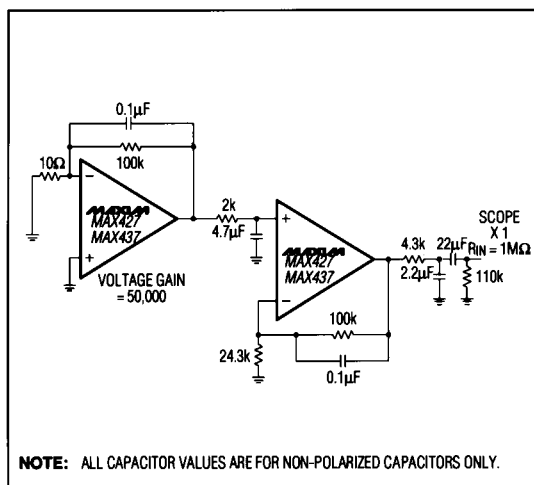 0.1µF
100k
10Ω
MAXIM
MAX427
MAX437
VOLTAGE GAIN
= 50,000
2k
4.7µF
MAXIM
MAX427
MAX437
100k
24.3k
0.1µF
4.3k
2.2µF
22µF
SCOPE
X 1
RIN = 1MΩ
110k
NOTE: ALL CAPACITOR VALUES ARE FOR NON-POLARIZED CAPACITORS ONLY.